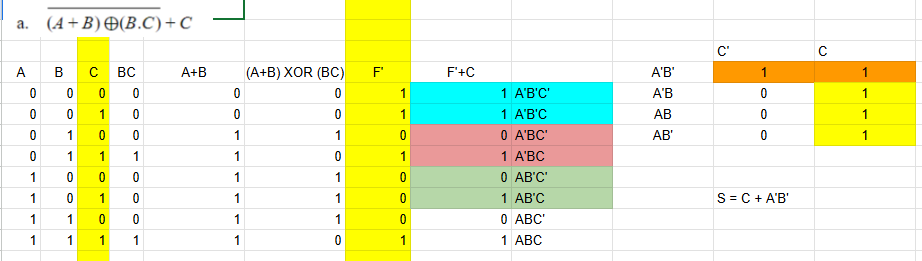 a. (A+B)⊕(B.C)+C
C' C
A B C BC A+B (A+B) XOR (BC) F' F'+C A'B' 1 1
0 0 0 0 0 0 1 1 A'B'C' A'B 0 1
0 0 1 0 0 0 1 1 A'B'C AB 0 1
0 1 0 0 1 1 0 0 A'BC' AB' 0 1
0 1 1 1 1 0 1 1 A'BC
1 0 0 0 1 1 0 0 AB'C'
1 0 1 0 1 1 0 1 AB'C S = C + A'B'
1 1 0 0 1 1 0 0 ABC'
1 1 1 1 1 0 1 1 ABC